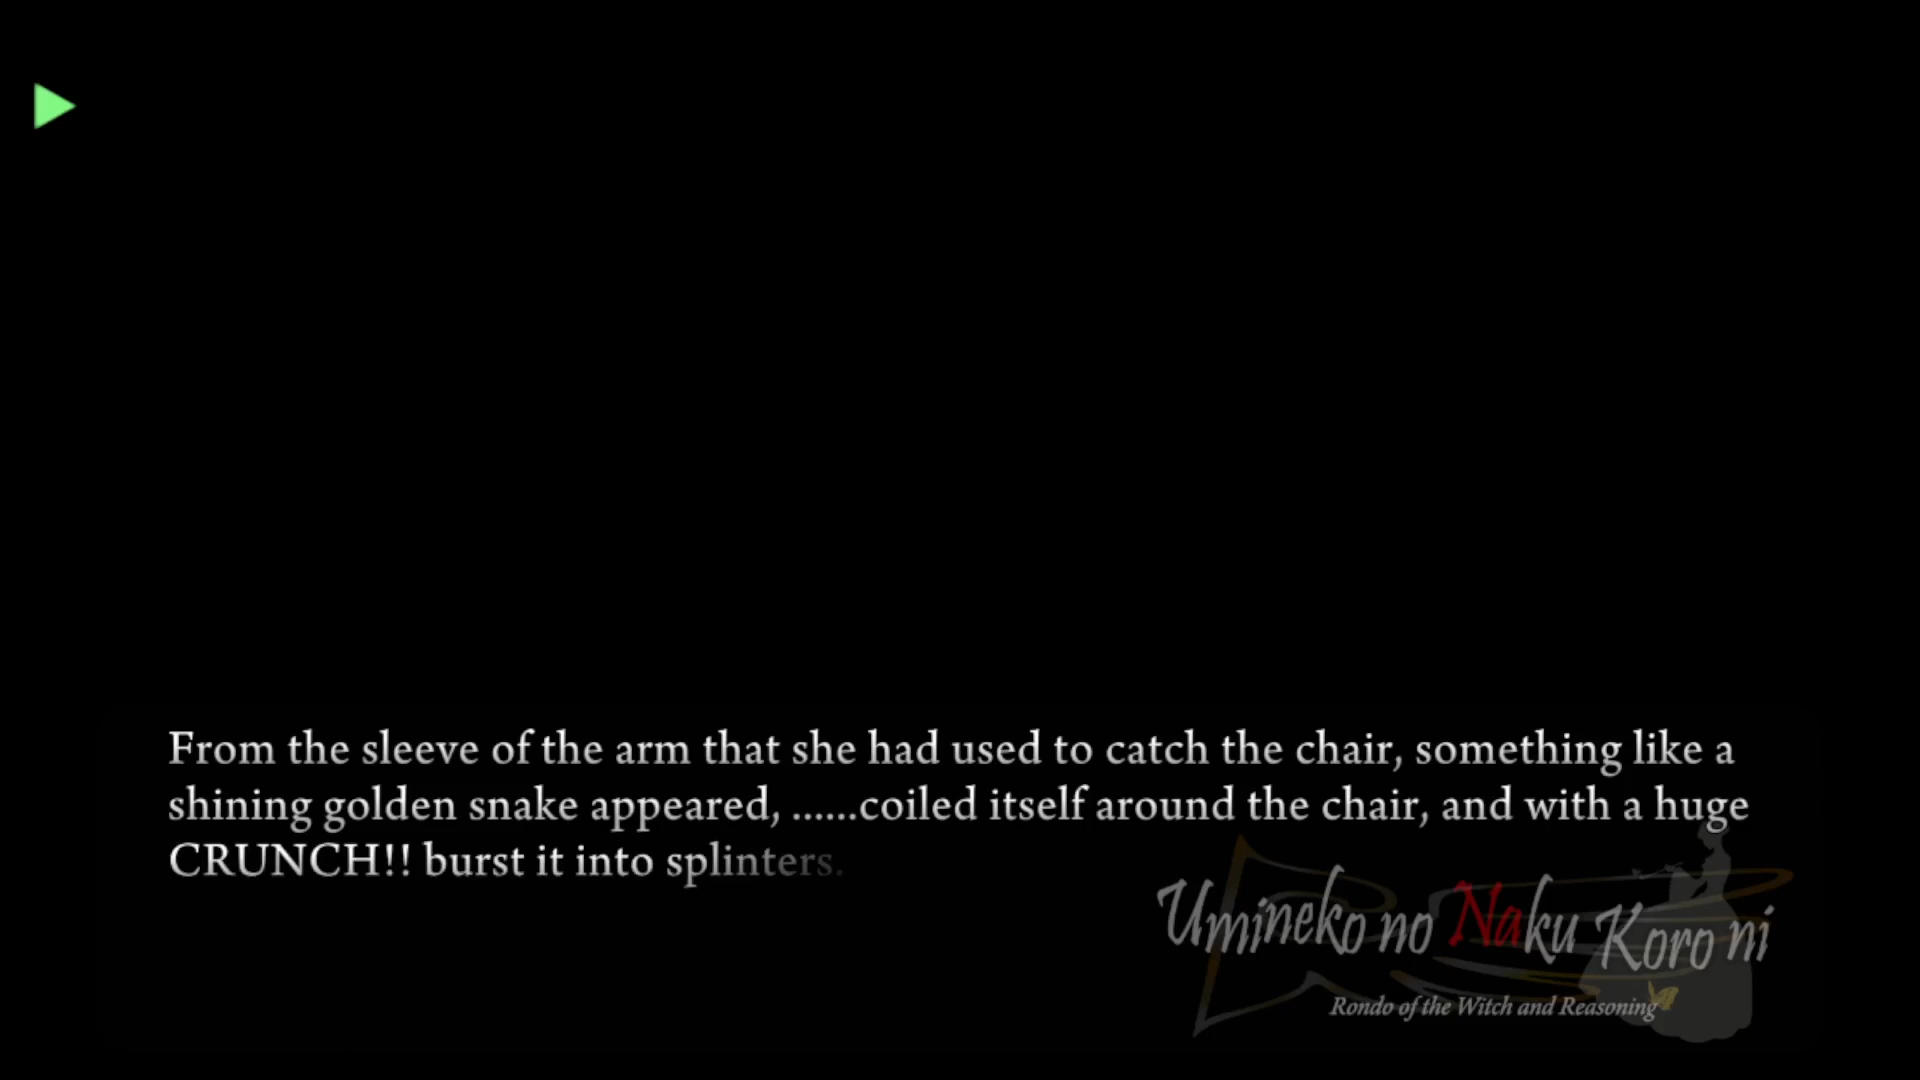 From the sleeve of the arm that she had used to catch the chair, something like a
shining golden snake appeared, ......coiled itself around the chair, and with a huge
CRUNCH!! burst it into splinters.
Umineko no Naku Koro ni
Rondo of the Witch and Reasoning